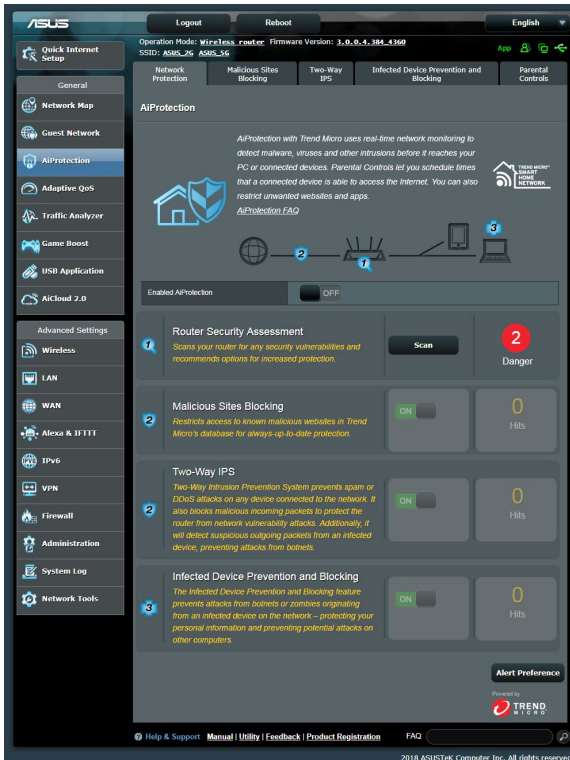 ASUS
Logout
Reboot
English
Quick Internet
Setup
Operation Mode: Wireless router Firmware Version: 3.0.0.4.384_4360
SSID: ASUS_2G ASUS_5G
App
General
Network Map
Guest Network
AiProtection
Adaptive QoS
Traffic Analyzer
Game Boost
USB Application
AiCloud 2.0
Advanced Settings
Wireless
LAN
WAN
Alexa & IFTTT
IPv6
VPN
Firewall
Administration
System Log
Network Tools
Network
Protection
Malicious Sites
Blocking
Two-Way
IPS
Infected Device Prevention and
Blocking
Parental
Controls
AiProtection
AiProtection with Trend Micro uses real-time network monitoring to
detect malware, viruses and other intrusions before it reaches your
PC or connected devices. Parental Controls let you schedule times
that a connected device is able to access the Internet. You can also
restrict unwanted websites and apps.
AiProtection FAQ
TREND MICRO™
SMART
HOME
NETWORK
2
1
3
Enabled AiProtection
OFF
1
Router Security Assessment
Scans your router for any security vulnerabilities and
recommends options for increased protection.
Scan
2
Danger
2
Malicious Sites Blocking
Restricts access to known malicious websites in Trend
Micro's database for always-up-to-date protection.
ON
0
Hits
2
Two-Way IPS
Two-Way Intrusion Prevention System prevents spam or
DDoS attacks on any device connected to the network. It
also blocks malicious incoming packets to protect the
router from network vulnerability attacks. Additionally, it
will detect suspicious outgoing packets from an infected
device, preventing attacks from botnets.
ON
0
Hits
3
Infected Device Prevention and Blocking
The Infected Device Prevention and Blocking feature
prevents attacks from botnets or zombies originating
from an infected device on the network – protecting your
personal information and preventing potential attacks on
other computers.
ON
0
Hits
Alert Preference
Powered by
TREND
MICRO
Help & Support Manual | Utility | Feedback | Product Registration FAQ
2018 ASUSTeK Computer Inc. All rights reserved